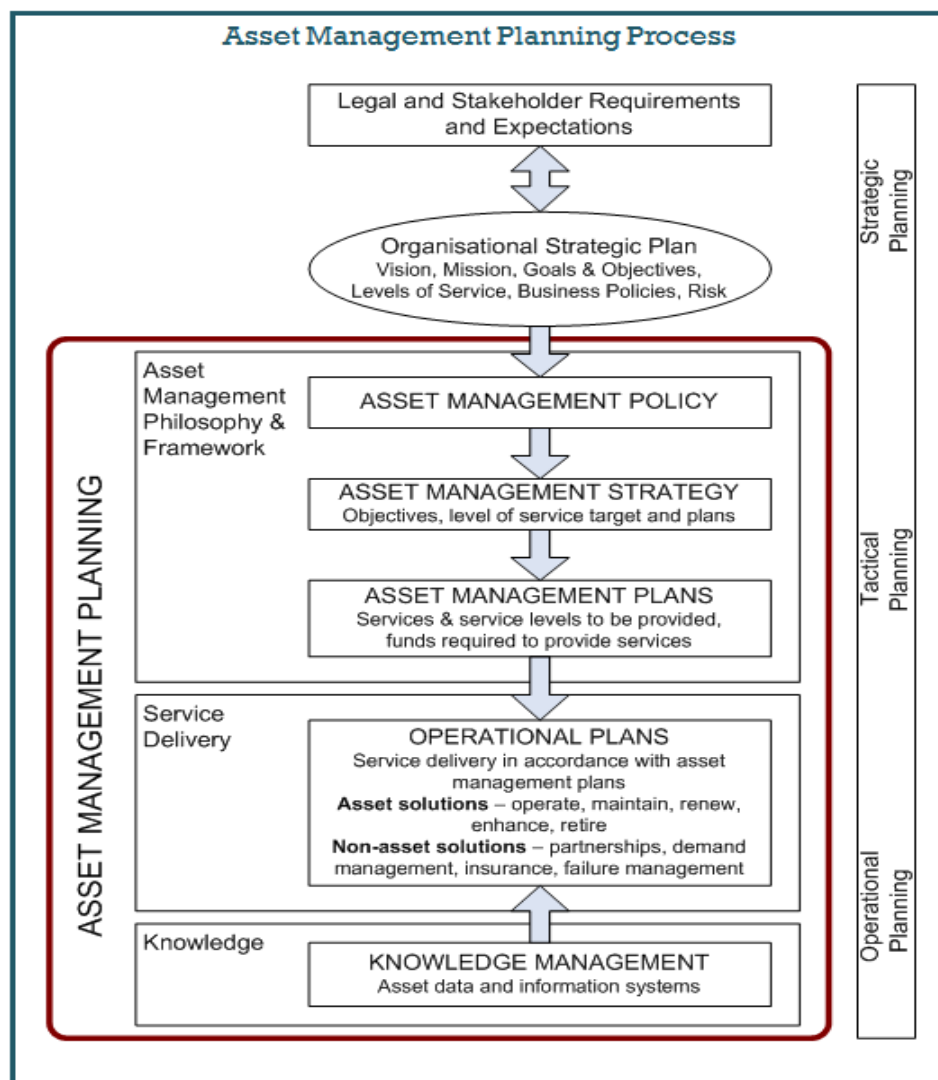 Asset Management Planning Process
Legal and Stakeholder Requirements
and Expectations
Organisational Strategic Plan
Vision, Mission, Goals & Objectives,
Levels of Service, Business Policies, Risk
Strategic
Planning
ASSET MANAGEMENT PLANNING
Asset
Management
Philosophy &
Framework
ASSET MANAGEMENT POLICY
ASSET MANAGEMENT STRATEGY
Objectives, level of service target and plans
ASSET MANAGEMENT PLANS
Services & service levels to be provided,
funds required to provide services
Tactical
Planning
Service
Delivery
OPERATIONAL PLANS
Service delivery in accordance with asset
management plans
Asset solutions – operate, maintain, renew,
enhance, retire
Non-asset solutions – partnerships, demand
management, insurance, failure management
Operational
Planning
Knowledge
KNOWLEDGE MANAGEMENT
Asset data and information systems